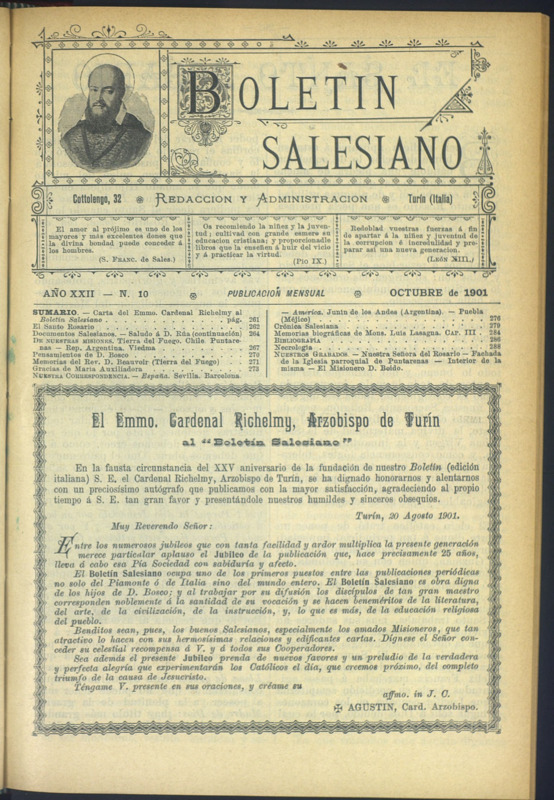 BOLETIN
SALESIANO
Cottolengo, 32 REDACCION Y ADMINISTRACION Turín (Italia)
El amor al prójimo es uno de los
mayores y más excelentes dones que
la divina bondad puede conceder á
los hombres.
(S. FRANC. de Sales.)
Os recomiendo la niñez y la juven-
tud; cultivad con grande esmero su
educacion cristiana; y proporcionadle
libros que la enseñen á huir del vicio
y á practicar la virtud.
(Pio IX.)
Redoblad vuestras fuerzas á fin
de apartar á la niñez y juventud de
la corrupcion é incredulidad y pre-
parar así una nueva generacion.
(LEÓN XIII.)
AÑO XXII — N. 10 PUBLICACIÓN MENSUAL OCTUBRE de 1901
SUMARIO. — Carta del Emmo. Cardenal Richelmy al
Boletin Salesiano . . . pág. 261
El Santo Rosario . . . 262
Documentos Salesianos. — Saludo á D. Rúa (continuación) 264
DE NUESTRAS MISIONES. Tierra del Fuego. Chile. Puntare-
nas — Rep. Argentina. Viedma . . . 267
Pensamientos de D. Bosco . . . 270
Memorias del Rev. D. Beauvoir (Tierra del Fuego) 271
Gracias de Maria Auxiliadora . . . 273
NUESTRA CORRESPONDENCIA. — España. Sevilla. Barcelona
— America. Junta de los Andes (Argentina). — Puebla
(Méjico) . . . 276
Crónica Salesiana . . . 279
Memorias biográficas de Mons. Luis Lasagna. CAP. III . 284
BIBLIOGRAFÍA . . . 286
Necrologia . . . 288
NUESTROS GRABADOS. — Nuestra Señora del Rosario — Fachada
de la Iglesia parroquial de Puntarenas — Interior de la
misma — El Misionero D. Boido.
El Emmo. Cardenal Richelmy, Arzobispo de Turín
al "Boletín Salesiano"
En la fausta circunstancia del XXV aniversario de la fundación de nuestro Boletin (edición
italiana) S. E. el Cardenal Richelmy, Arzobispo de Turín, se ha dignado honrarnos y alentarnos
con un preciosísimo autógrafo que publicamos con la mayor satisfacción, agradeciendo al propio
tiempo á S. E. tan gran favor y presentándole nuestros humildes y sinceros obsequios.
Turín, 20 Agosto 1901.
Muy Reverendo Señor:
Entre los numerosos jubileos que con tanta facilidad y ardor multiplica la presente generación
merece particular aplauso el Jubileo de la publicación que, hace precisamente 25 años,
lleva á cabo esa Pía Sociedad con sabiduría y afecto.
El Boletín Salesiano ocupa uno de los primeros puestos entre las publicaciones periódicas
no solo del Piamonte ó de Italia sino del mundo entero. El Boletín Salesiano es obra digna
de los hijos de D. Bosco; y al trabajar por su difusión los discípulos de tan gran maestro
corresponden noblemente á la santidad de su vocación y se hacen beneméritos de la literatura,
del arte, de la civilización, de la instrucción, y, lo que es más, de la educación religiosa
del pueblo.
Benditos sean, pues, los buenos Salesianos, especialmente los amados Misioneros, que tan
atractivo lo hacen con sus hermosísimas relaciones y edificantes cartas. Dígnese el Señor con-
ceder su celestial recompensa á V. y á todos sus Cooperadores.
Sea además el presente Jubileo prenda de nuevos favores y un preludio de la verdadera
y perfecta alegría que experimentarán los Católicos el día, que creemos próximo, del completo
triumfo de la causa de Jesucristo.
Téngame V. presente en sus oraciones, y créame su
affmo. in J. C.
✠ AGUSTIN, Card. Arzobispo.